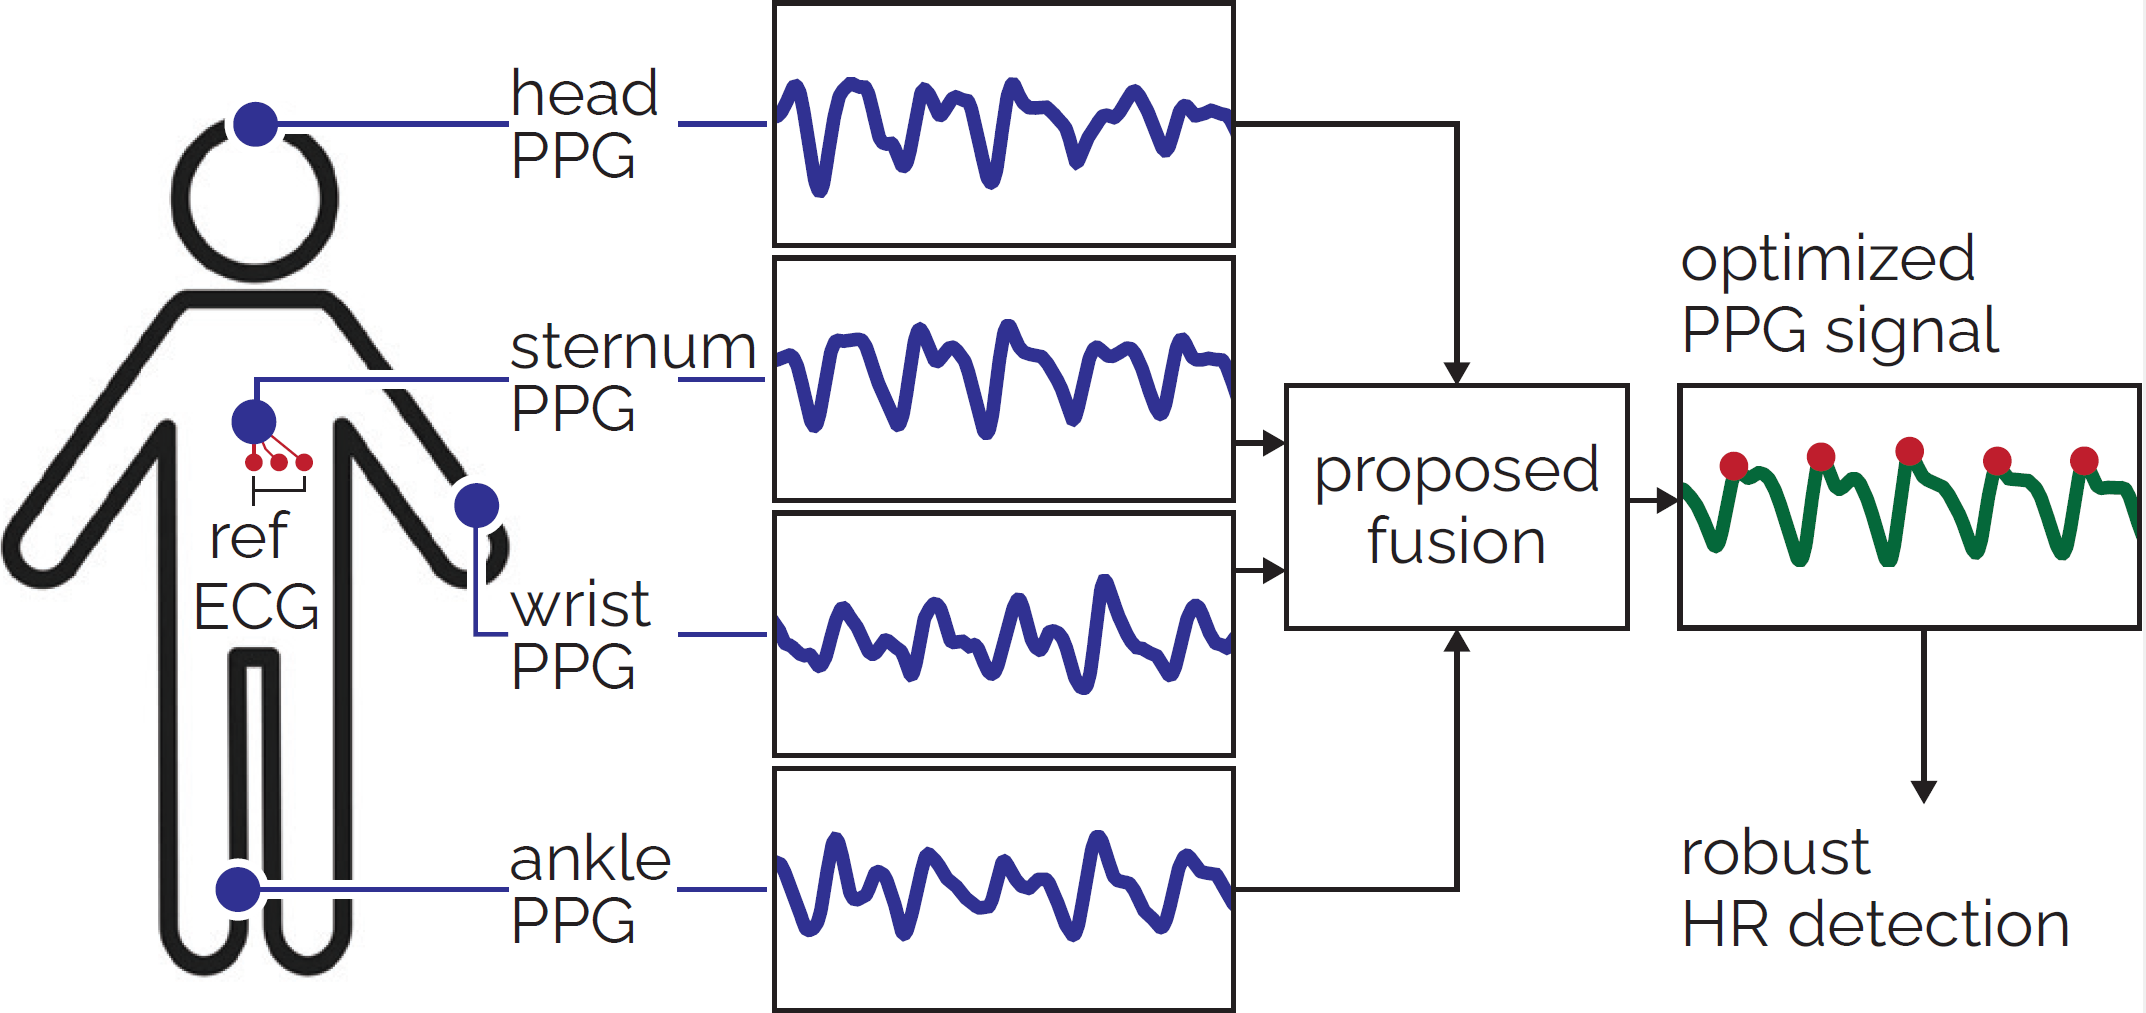 head
PPG
sternum
PPG
ref
ECG
wrist
PPG
ankle
PPG
proposed
fusion
optimized
PPG signal
robust
HR detection